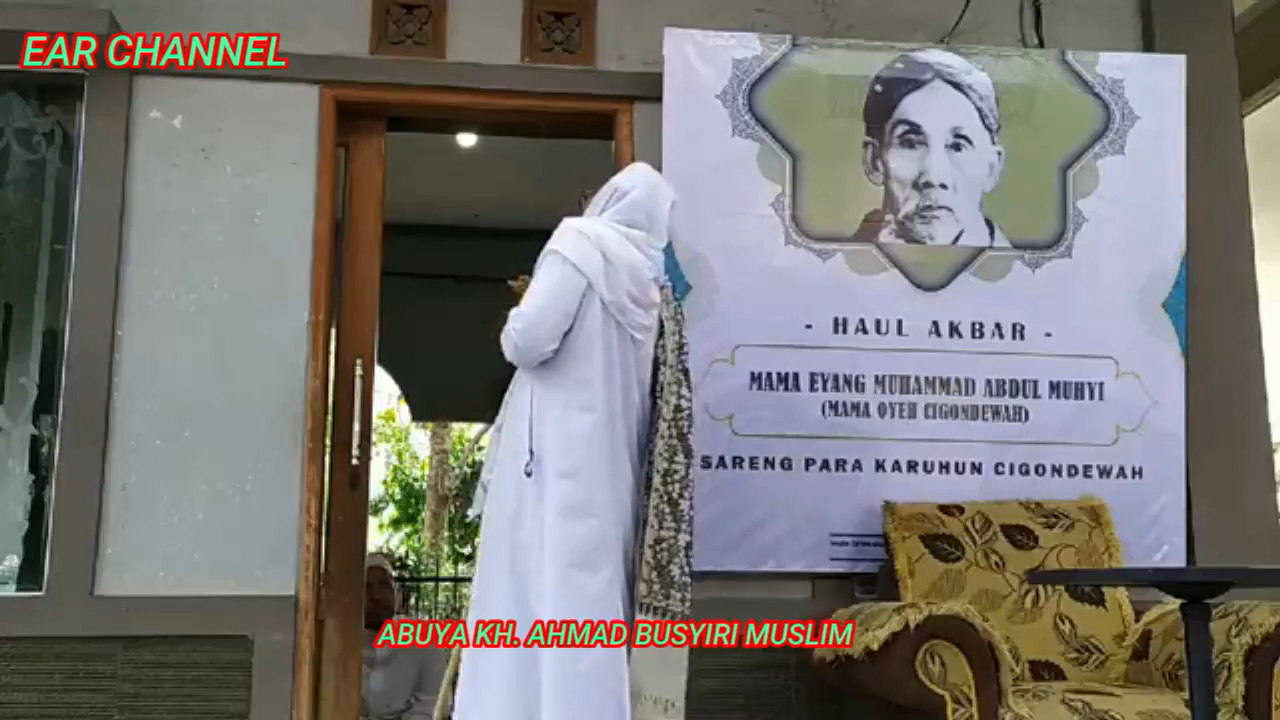 EAR CHANNEL
- HAUL AKBAR -
MAMA EYANG MUHAMMAD ABDUL MUHYI
(MAMA OYEH CIGONDEWAH)
SARENG PARA KARUHUN CIGONDEWAH
ABUYA KH. AHMAD BUSYIRI MUSLIM